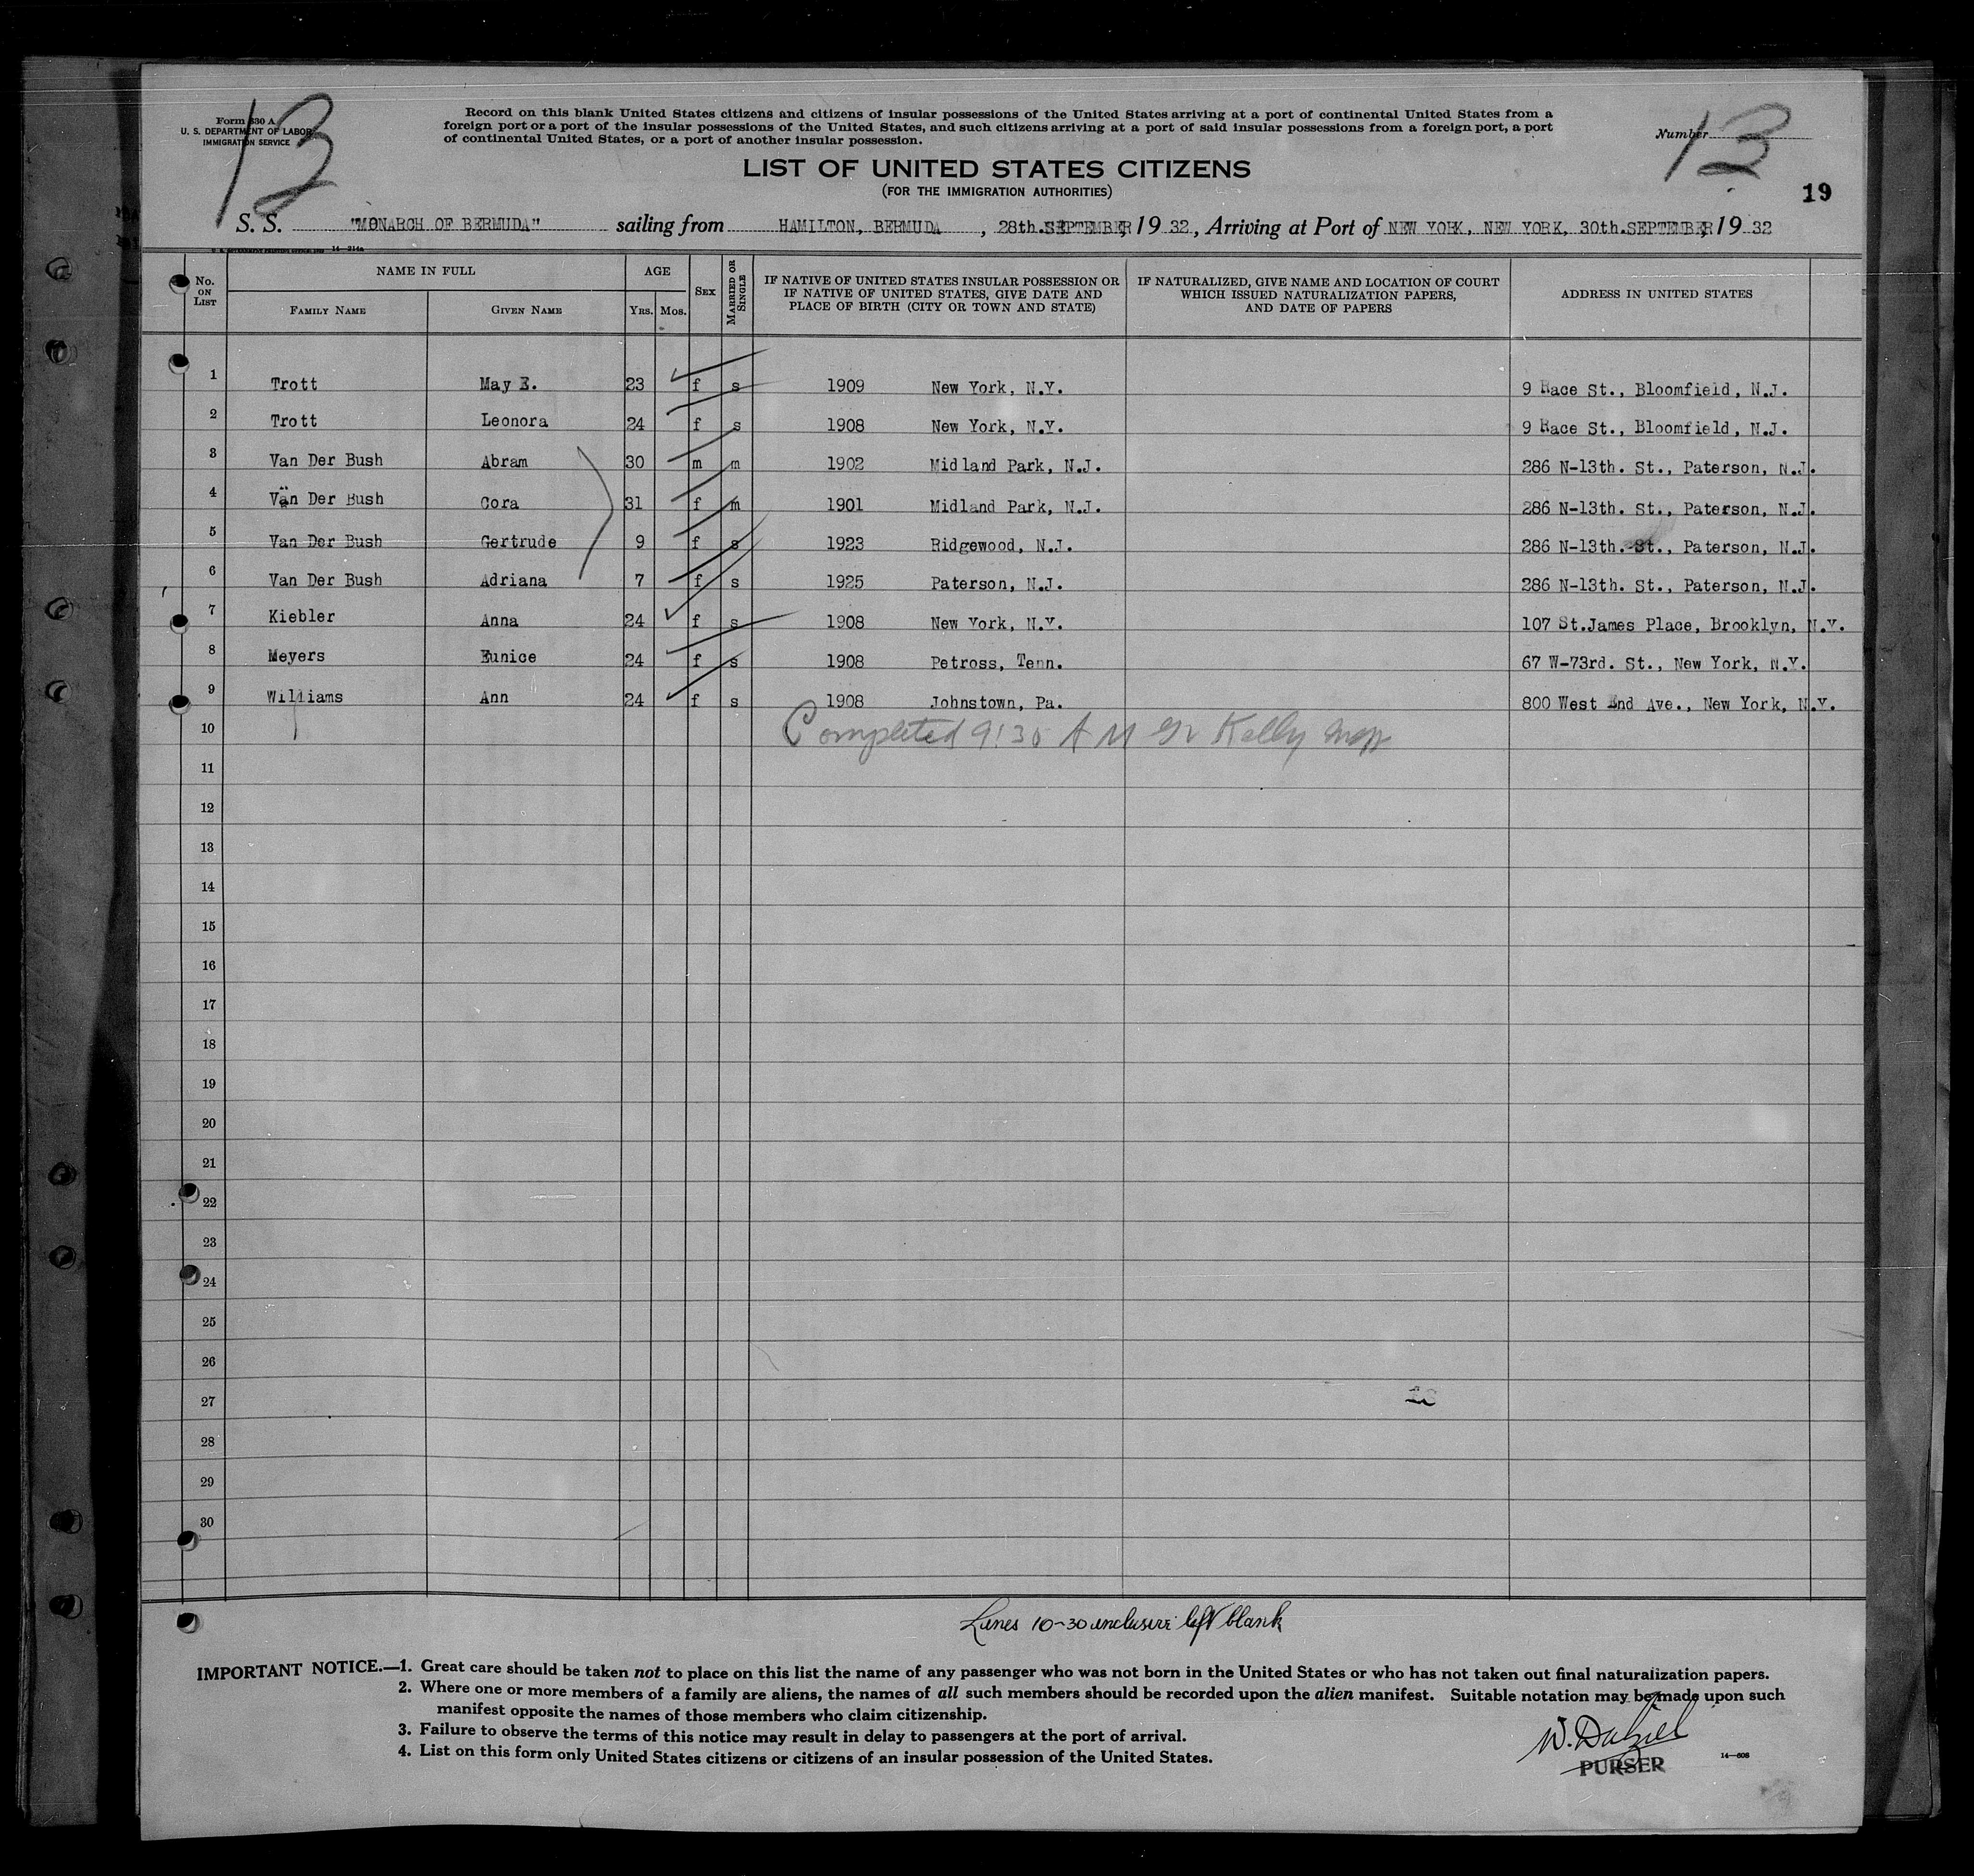 13
Form 630 A
U. S. DEPARTMENT OF LABOR
IMMIGRATION SERVICE
Record on this blank United States citizens and citizens of insular possessions of the United States arriving at a port of continental United States from a
foreign port or a port of the insular possessions of the United States, and such citizens arriving at a port of said insular possessions from a foreign port, a port
of continental United States, or a port of another insular possession.
Number 13
LIST OF UNITED STATES CITIZENS
(FOR THE IMMIGRATION AUTHORITIES)
19
S. S. "MONARCH OF BERMUDA" sailing from HAMILTON, BERMUDA , 28th.SEPTEMBER, 19 32, Arriving at Port of NEW YORK, NEW YORK, 30th.SEPTEMBER, 19 32
No. ON LIST NAME IN FULL AGE SEX MARRIED OR SINGLE IF NATIVE OF UNITED STATES INSULAR POSSESSION OR IF NATIVE OF UNITED STATES, GIVE DATE AND PLACE OF BIRTH (CITY OR TOWN AND STATE) IF NATURALIZED, GIVE NAME AND LOCATION OF COURT WHICH ISSUED NATURALIZATION PAPERS, AND DATE OF PAPERS ADDRESS IN UNITED STATES
FAMILY NAME GIVEN NAME YRS. MOS.
1 Trott May E. 23 f s 1909 New York, N.Y. 9 Race St., Bloomfield, N.J.
2 Trott Leonora 24 f s 1908 New York, N.Y. 9 Race St., Bloomfield, N.J.
3 Van Der Bush Abram 30 m m 1902 Midland Park, N.J. 286 N-13th. St., Paterson, N.J.
4 Van Der Bush Cora 31 f m 1901 Midland Park, N.J. 286 N-13th. St., Paterson, N.J.
5 Van Der Bush Gertrude 9 f s 1923 Ridgewood, N.J. 286 N-13th. St., Paterson, N.J.
6 Van Der Bush Adriana 7 f s 1925 Paterson, N.J. 286 N-13th. St., Paterson, N.J.
7 Kiebler Anna 24 f s 1908 New York, N.Y. 107 St.James Place, Brooklyn, N.Y.
8 Meyers Eunice 24 f s 1908 Petross, Tenn. 67 W-73rd. St., New York, N.Y.
9 Williams Ann 24 f s 1908 Johnstown, Pa. 800 West End Ave., New York, N.Y.
10 Completed 9:30 A M Kelly
11
12
13
14
15
16
17
18
19
20
21
22
23
24
25
26
27
28
29
30
Lines 10-30 inclusive left blank
IMPORTANT NOTICE.—1. Great care should be taken not to place on this list the name of any passenger who was not born in the United States or who has not taken out final naturalization papers.
2. Where one or more members of a family are aliens, the names of all such members should be recorded upon the alien manifest. Suitable notation may be made upon such
manifest opposite the names of those members who claim citizenship.
3. Failure to observe the terms of this notice may result in delay to passengers at the port of arrival.
4. List on this form only United States citizens or citizens of an insular possession of the United States.
W. Dalziel
PURSER
14—808